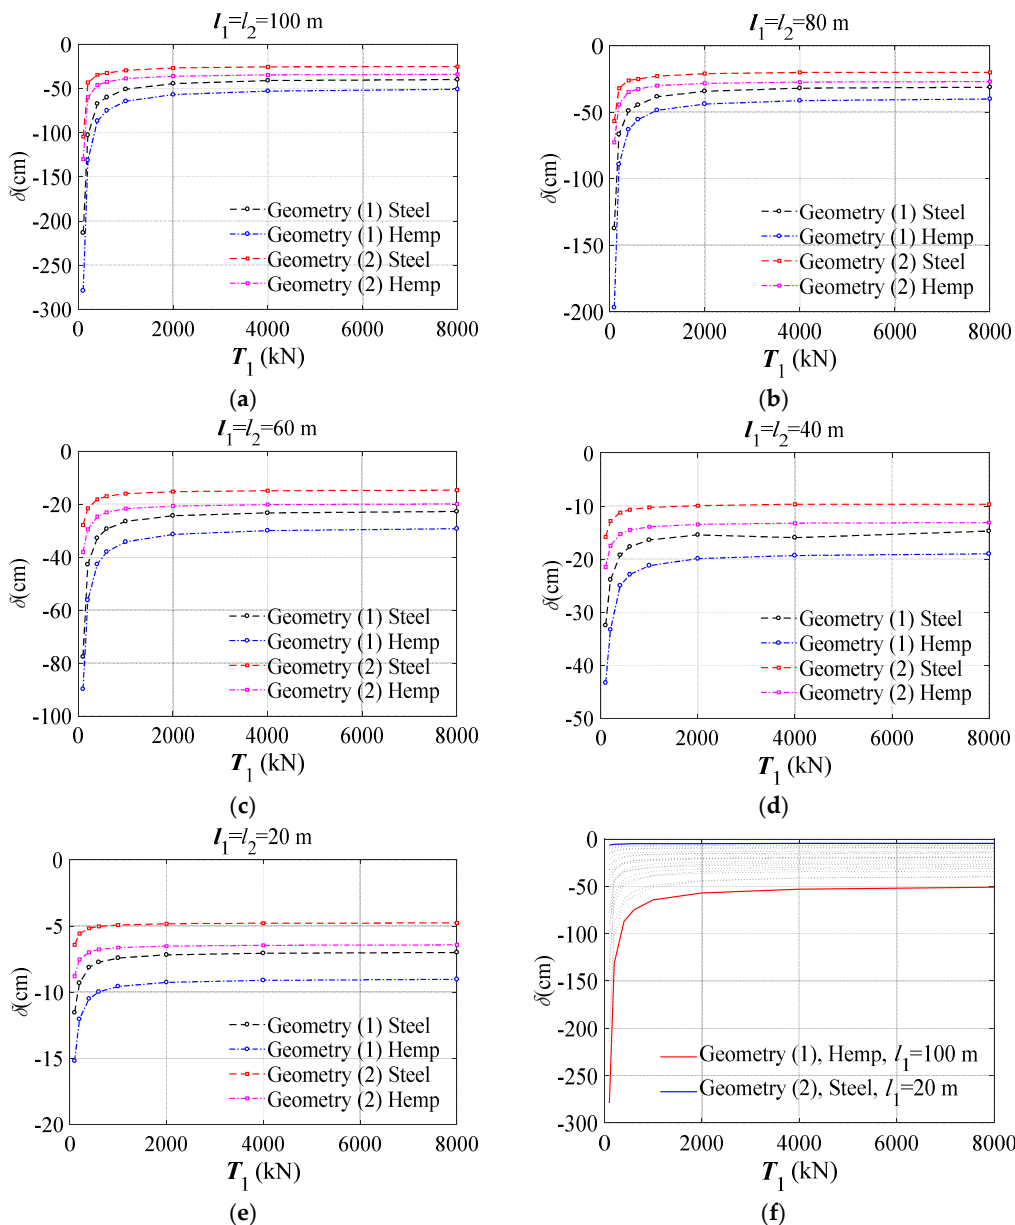 l1=l2=100 m
0
-50
-100
-150
-200
-250
-300
δ(cm)
Geometry (1) Steel
Geometry (1) Hemp
Geometry (2) Steel
Geometry (2) Hemp
0 2000 4000 6000 8000
T1 (kN)
(a)
l1=l2=80 m
0
-50
-100
-150
-200
δ(cm)
Geometry (1) Steel
Geometry (1) Hemp
Geometry (2) Steel
Geometry (2) Hemp
0 2000 4000 6000 8000
T1 (kN)
(b)
l1=l2=60 m
0
-20
-40
-60
-80
-100
δ(cm)
Geometry (1) Steel
Geometry (1) Hemp
Geometry (2) Steel
Geometry (2) Hemp
0 2000 4000 6000 8000
T1 (kN)
(c)
l1=l2=40 m
0
-10
-20
-30
-40
-50
δ(cm)
Geometry (1) Steel
Geometry (1) Hemp
Geometry (2) Steel
Geometry (2) Hemp
0 2000 4000 6000 8000
T1 (kN)
(d)
l1=l2=20 m
0
-5
-10
-15
-20
δ(cm)
Geometry (1) Steel
Geometry (1) Hemp
Geometry (2) Steel
Geometry (2) Hemp
0 2000 4000 6000 8000
T1 (kN)
(e)
0
-50
-100
-150
-200
-250
-300
δ(cm)
Geometry (1), Hemp, l1=100 m
Geometry (2), Steel, l1=20 m
0 2000 4000 6000 8000
T1 (kN)
(f)